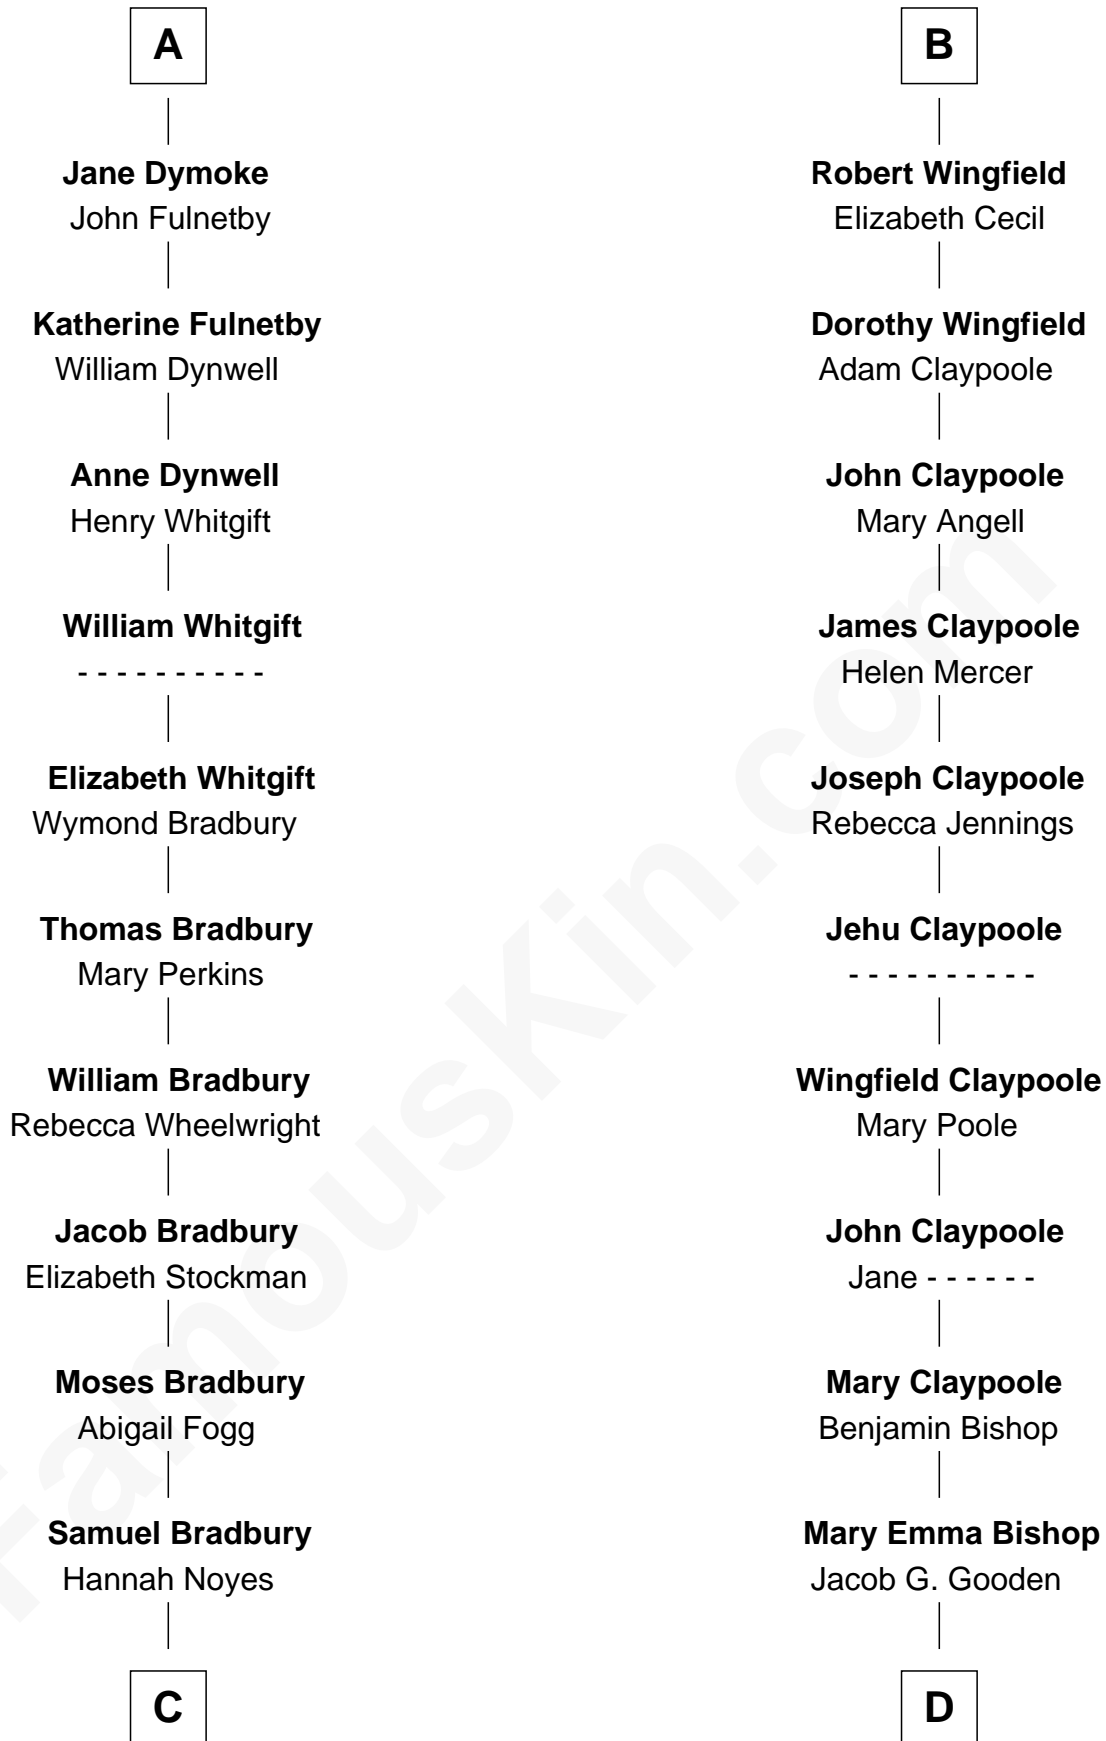 A
Jane Dymoke
John Fulnetby
Katherine Fulnetby
William Dynwell
Anne Dynwell
Henry Whitgift
William Whitgift
- - - - - - - - - -
Elizabeth Whitgift
Wymond Bradbury
Thomas Bradbury
Mary Perkins
William Bradbury
Rebecca Wheelwright
Jacob Bradbury
Elizabeth Stockman
Moses Bradbury
Abigail Fogg
Samuel Bradbury
Hannah Noyes
C
B
Robert Wingfield
Elizabeth Cecil
Dorothy Wingfield
Adam Claypoole
John Claypoole
Mary Angell
James Claypoole
Helen Mercer
Joseph Claypoole
Rebecca Jennings
Jehu Claypoole
- - - - - - - - - -
Wingfield Claypoole
Mary Poole
John Claypoole
Jane - - - - - -
Mary Claypoole
Benjamin Bishop
Mary Emma Bishop
Jacob G. Gooden
D
FamousKin.com